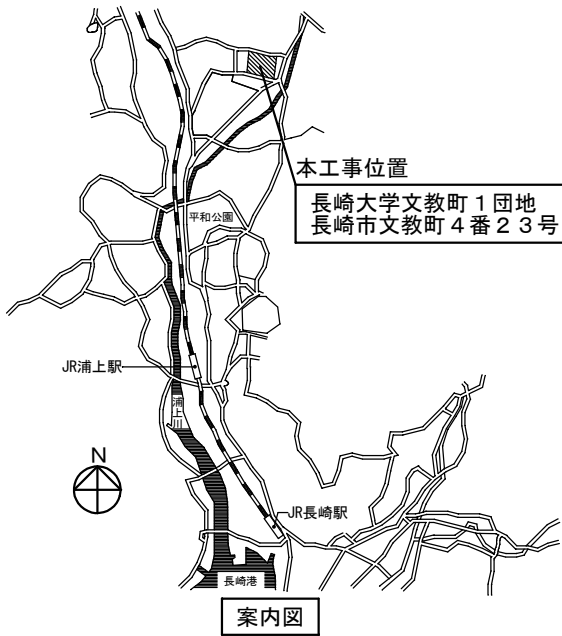 本工事位置
長崎大学文教町１団地
長崎市文教町４番２３号
平和公園
JR浦上駅
浦上川
N
JR長崎駅
長崎港
案内図